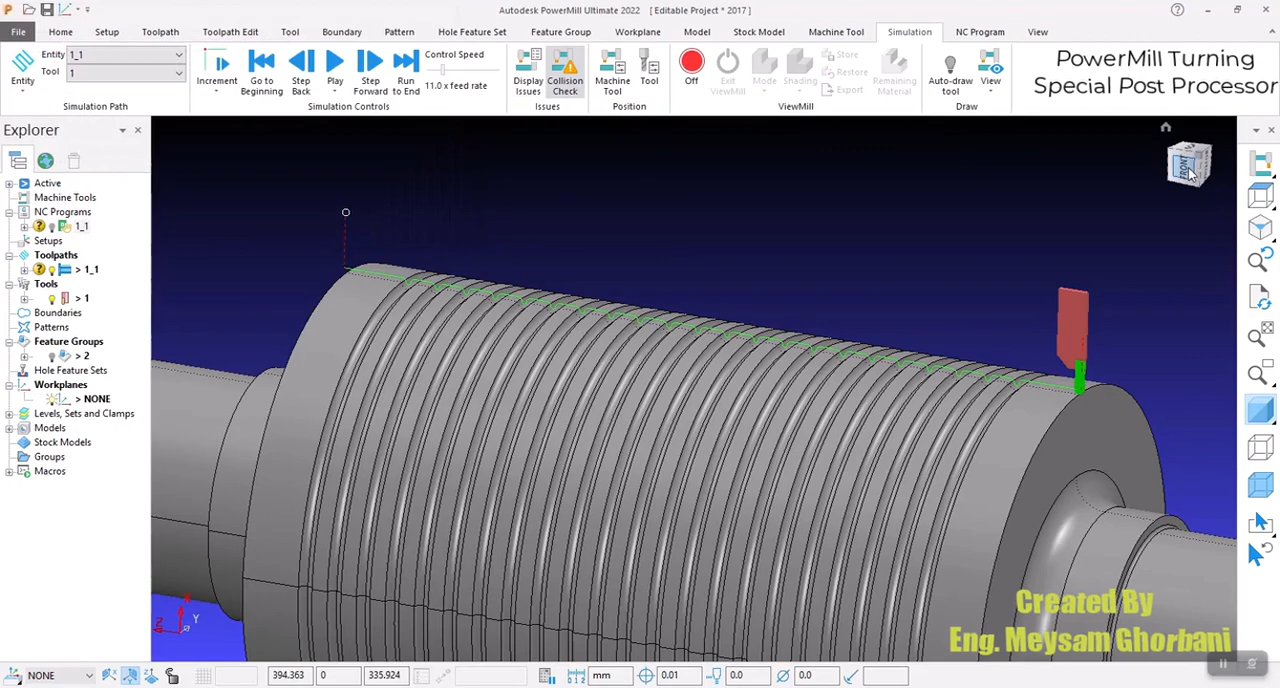 Autodesk PowerMill Ultimate 2022 [ Editable Project * 2017 ]
File Home Setup Toolpath Toolpath Edit Tool Boundary Pattern Hole Feature Set Feature Group Workplane Model Stock Model Machine Tool Simulation NC Program View
Entity 1_1
Tool 1
Entity
Simulation Path
Increment
Go to Beginning
Step Back
Play
Step Forward
Run to End
Control Speed
11.0 x feed rate
Simulation Controls
Display Issues
Collision Check
Issues
Machine Tool
Tool
Position
Off
Exit ViewMill
Mode
Shading
Store
Restore
Export
Remaining Material
ViewMill
Auto-draw tool
View
Draw
PowerMill Turning
Special Post Processor
Explorer
Active
Machine Tools
NC Programs
1_1
Setups
Toolpaths
> 1_1
Tools
> 1
Boundaries
Patterns
Feature Groups
> 2
Hole Feature Sets
Workplanes
> NONE
Levels, Sets and Clamps
Models
Stock Models
Groups
Macros
FRONT
X
Z
Y
Created By
Eng. Meysam Ghorbani
NONE 394.363 0 335.924 mm 0.01 0.0 0.0